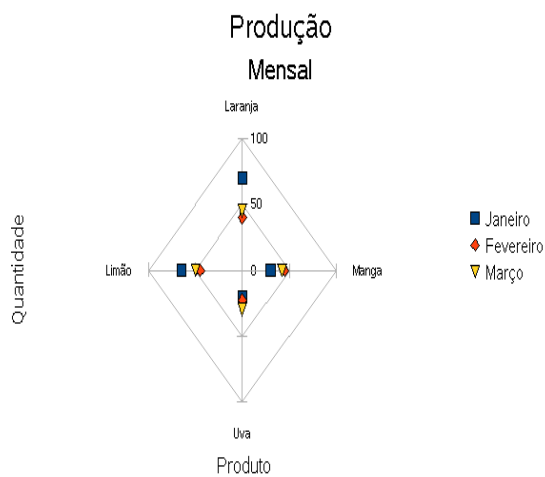 Produção
Mensal
Laranja
100
50
0
Limão
Manga
Uva
Quantidade
Produto
Janeiro
Fevereiro
Março